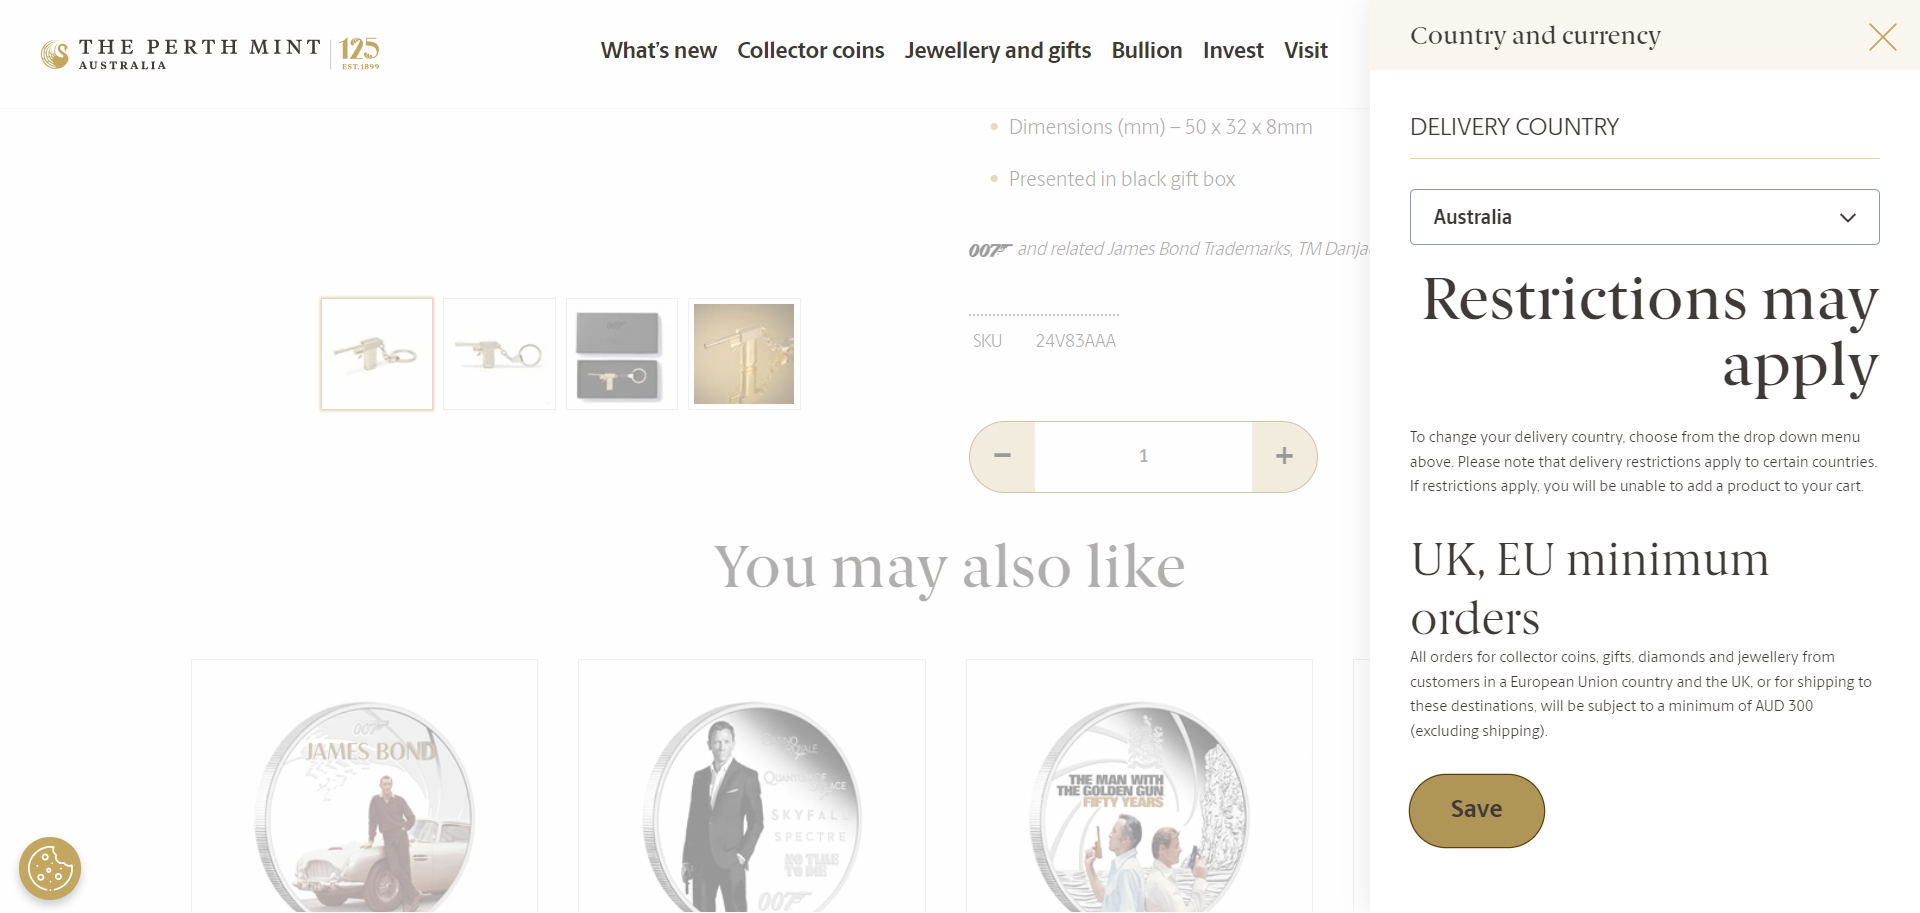 THE PERTH MINT
AUSTRALIA
125
EST.1899
What's new
Collector coins
Jewellery and gifts
Bullion
Invest
Visit
Country and currency
Dimensions (mm) – 50 x 32 x 8mm
Presented in black gift box
007 and related James Bond Trademarks, TM Danja
SKU 24V83AAA
− 1 +
You may also like
007
JAMES BOND
CASINO
ROYALE
QUANTUM OF
SOLACE
SKYFALL
SPECTRE
NO TIME
TO DIE
007
THE MAN WITH
THE GOLDEN GUN
FIFTY YEARS
DELIVERY COUNTRY
Australia
Restrictions may
apply
To change your delivery country, choose from the drop down menu
above. Please note that delivery restrictions apply to certain countries.
If restrictions apply, you will be unable to add a product to your cart.
UK, EU minimum
orders
All orders for collector coins, gifts, diamonds and jewellery from
customers in a European Union country and the UK, or for shipping to
these destinations, will be subject to a minimum of AUD 300
(excluding shipping).
Save